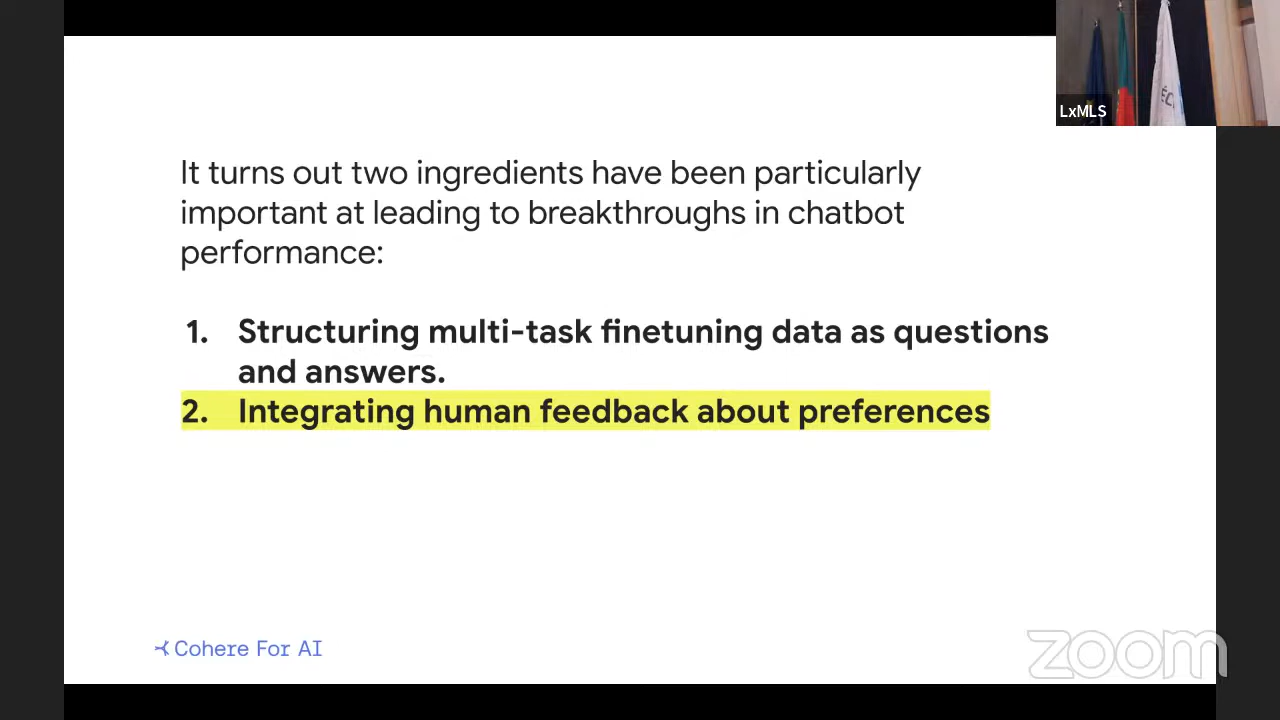 LxMLS
It turns out two ingredients have been particularly
important at leading to breakthroughs in chatbot
performance:
1. Structuring multi-task finetuning data as questions
and answers.
2. Integrating human feedback about preferences
Cohere For AI
zoom